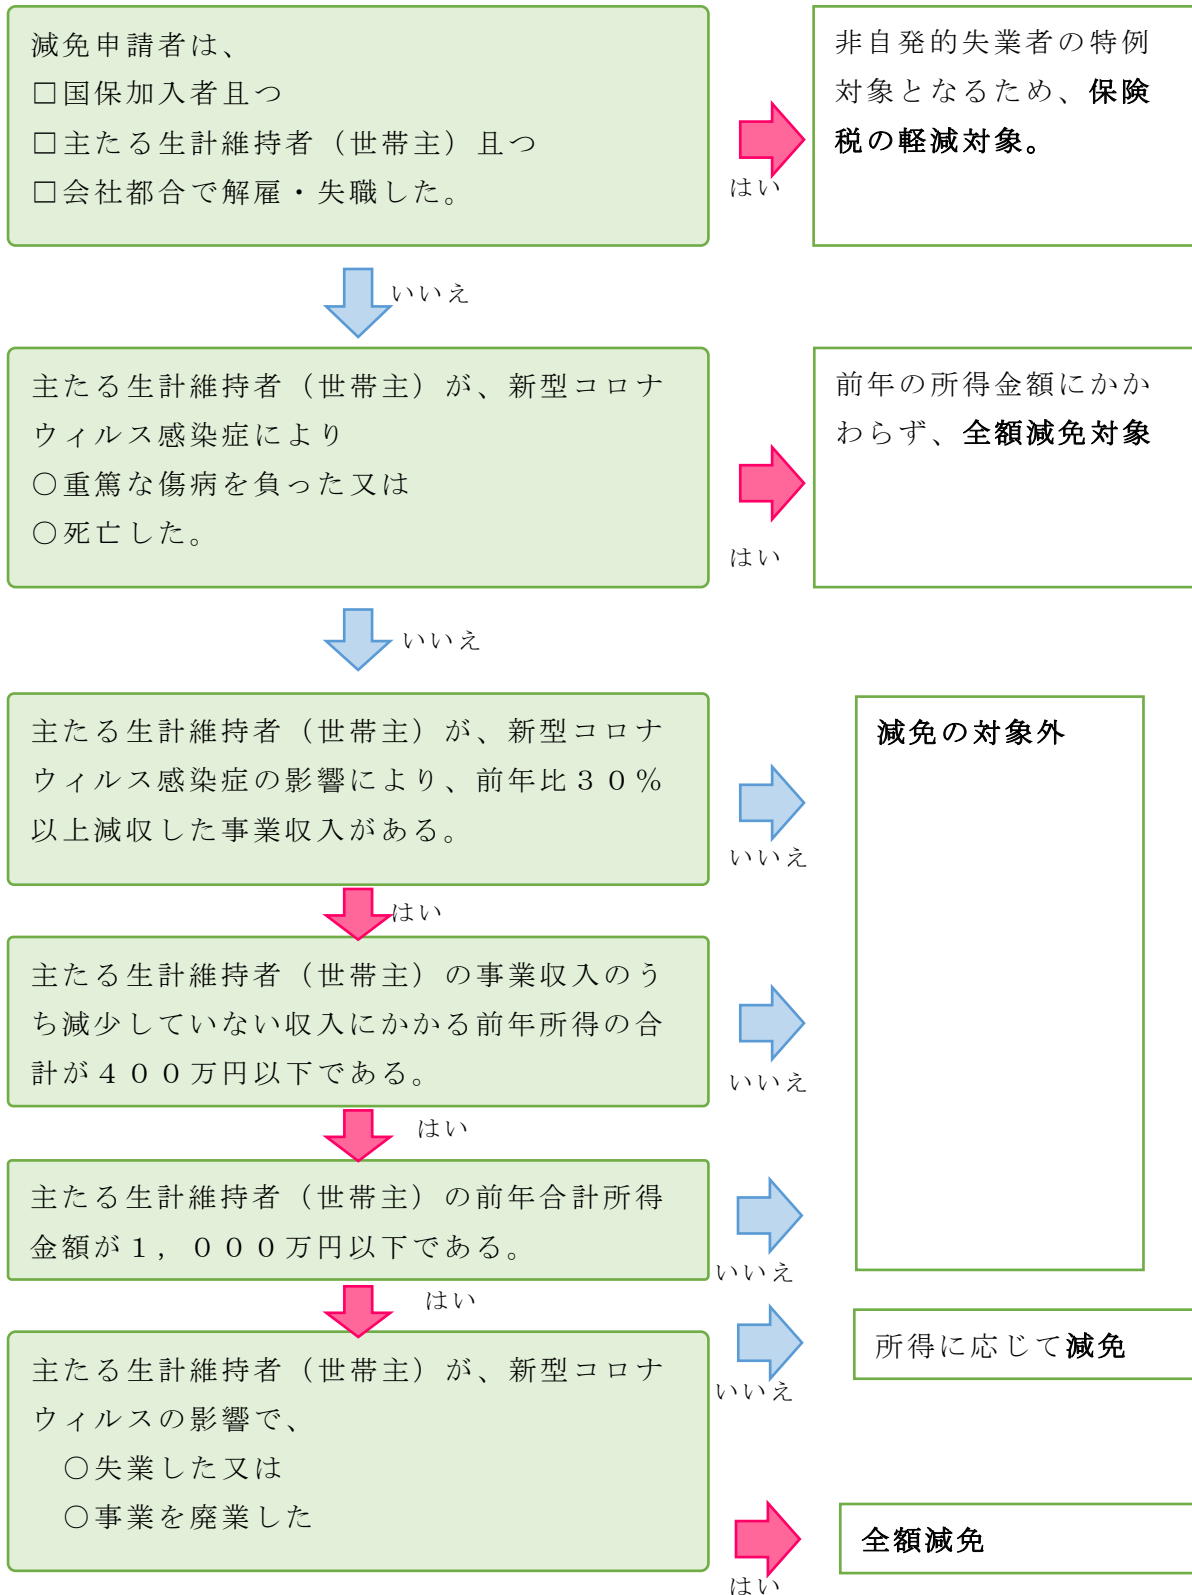 減免申請者は、
□国保加入者且つ
□主たる生計維持者（世帯主）且つ
□会社都合で解雇・失職した。
はい
非自発的失業者の特例
対象となるため、保険
税の軽減対象。
いいえ
主たる生計維持者（世帯主）が、新型コロナ
ウィルス感染症により
○重篤な傷病を負った又は
○死亡した。
はい
前年の所得金額にかか
わらず、全額減免対象
いいえ
主たる生計維持者（世帯主）が、新型コロナ
ウィルス感染症の影響により、前年比３０％
以上減収した事業収入がある。
いいえ
減免の対象外
はい
主たる生計維持者（世帯主）の事業収入のう
ち減少していない収入にかかる前年所得の合
計が４００万円以下である。
いいえ
はい
主たる生計維持者（世帯主）の前年合計所得
金額が１，０００万円以下である。
いいえ
はい
主たる生計維持者（世帯主）が、新型コロナ
ウィルスの影響で、
○失業した又は
○事業を廃業した
いいえ
所得に応じて減免
はい
全額減免